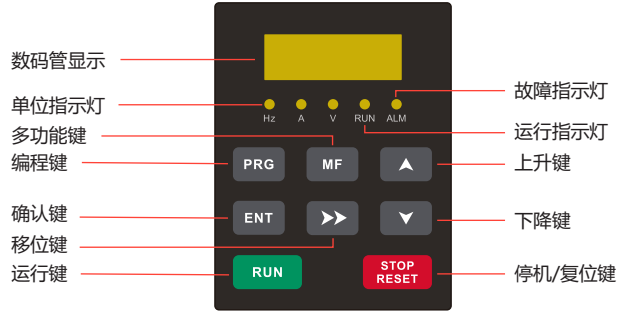 数码管显示
单位指示灯
多功能键
编程键
确认键
移位键
运行键
Hz A V RUN ALM
PRG MF
ENT
RUN STOP
RESET
故障指示灯
运行指示灯
上升键
下降键
停机/复位键